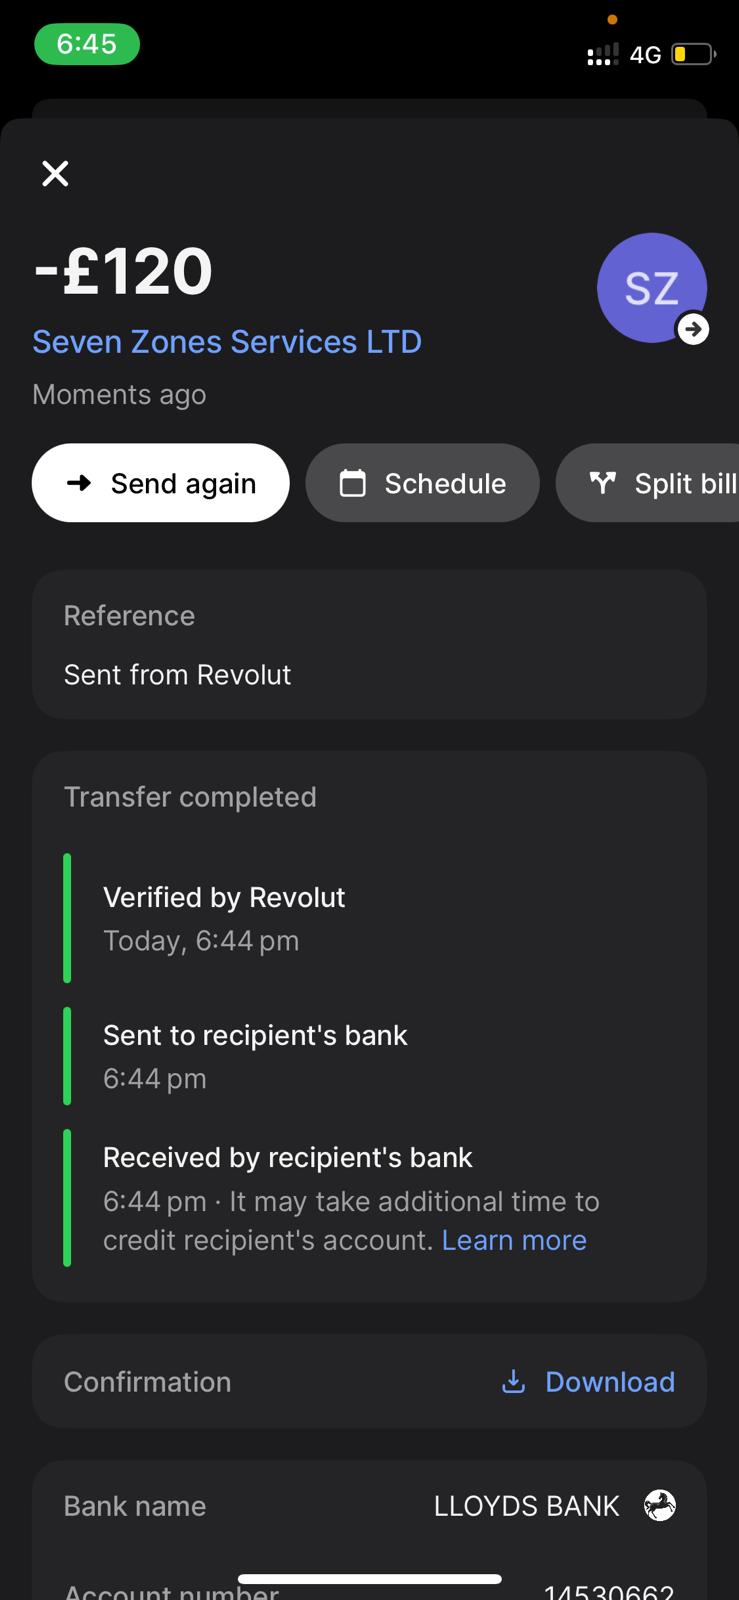 6:45
4G
-£120
SZ
Seven Zones Services LTD
Moments ago
Send again
Schedule
Split bill
Reference
Sent from Revolut
Transfer completed
Verified by Revolut
Today, 6:44 pm
Sent to recipient's bank
6:44 pm
Received by recipient's bank
6:44 pm · It may take additional time to
credit recipient's account. Learn more
Confirmation
Download
Bank name
LLOYDS BANK
Account number
14530662